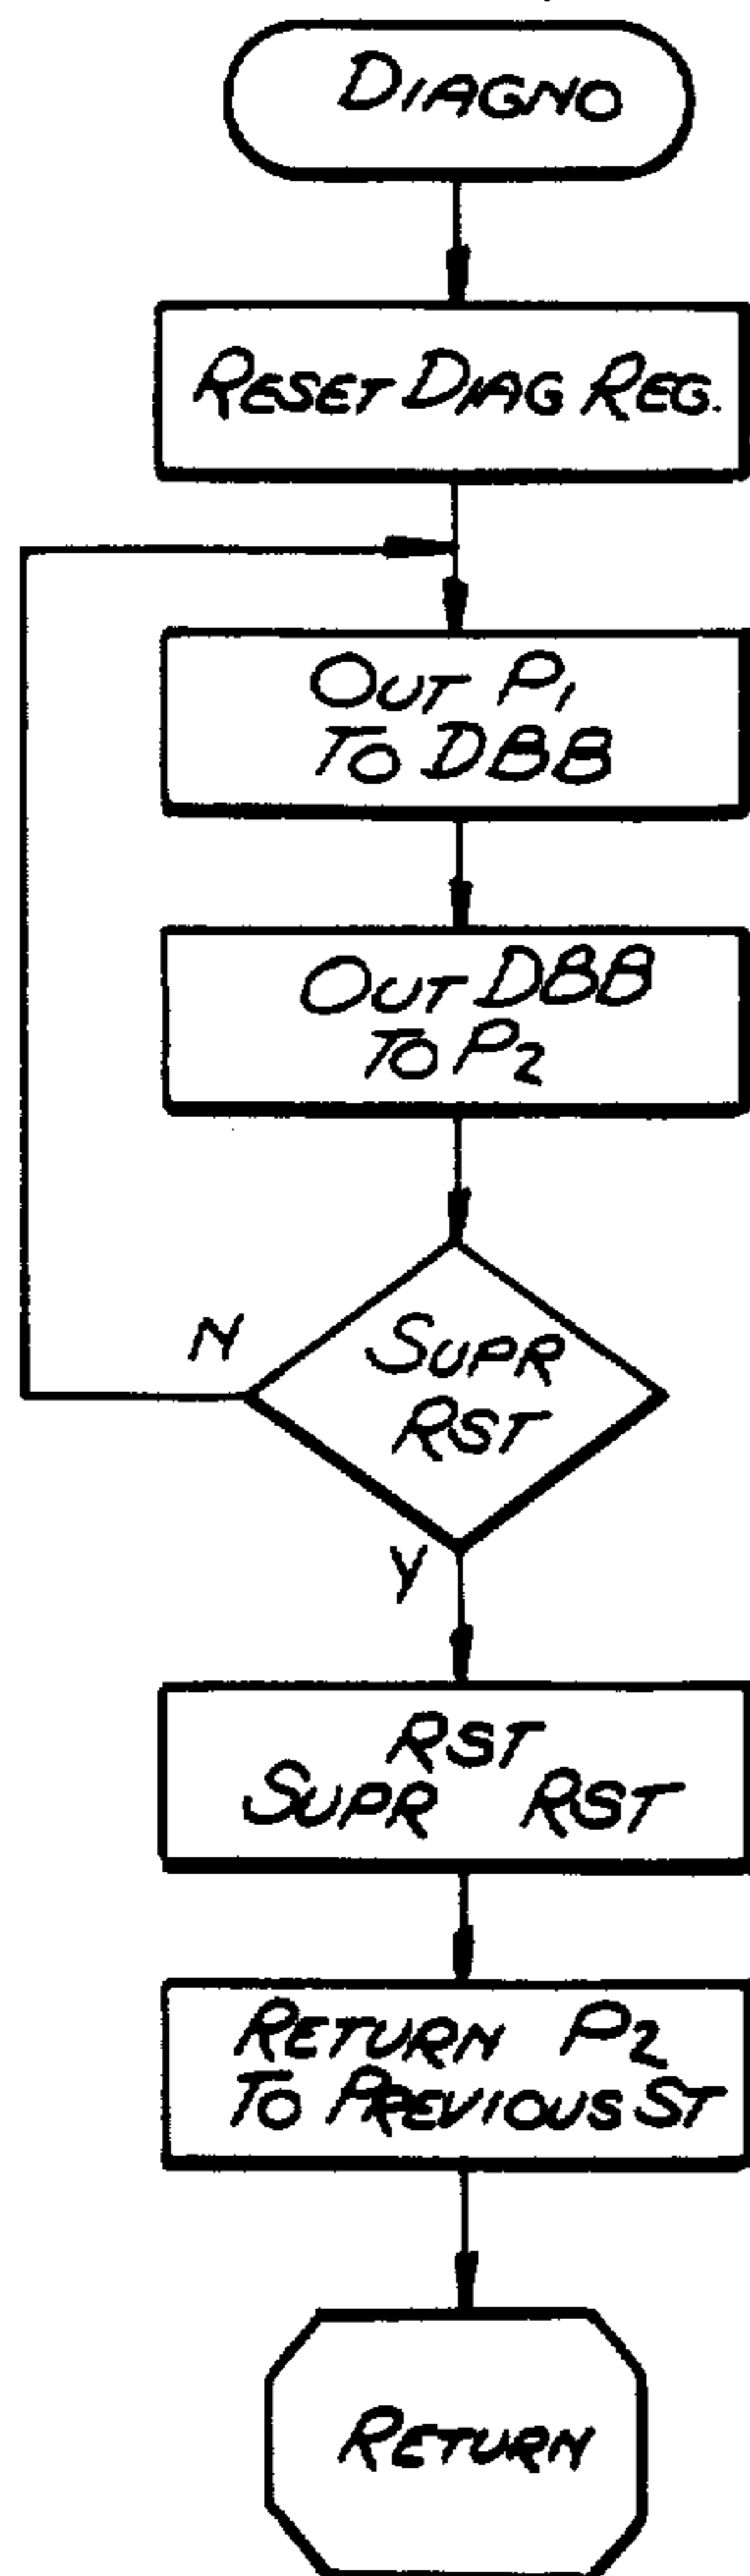 DIAGNO
RESET DIAG REG.
OUT P1
TO DBB
OUT DBB
TO P2
N
SUPR
RST
Y
RST
SUPR RST
RETURN P2
TO PREVIOUS ST
RETURN